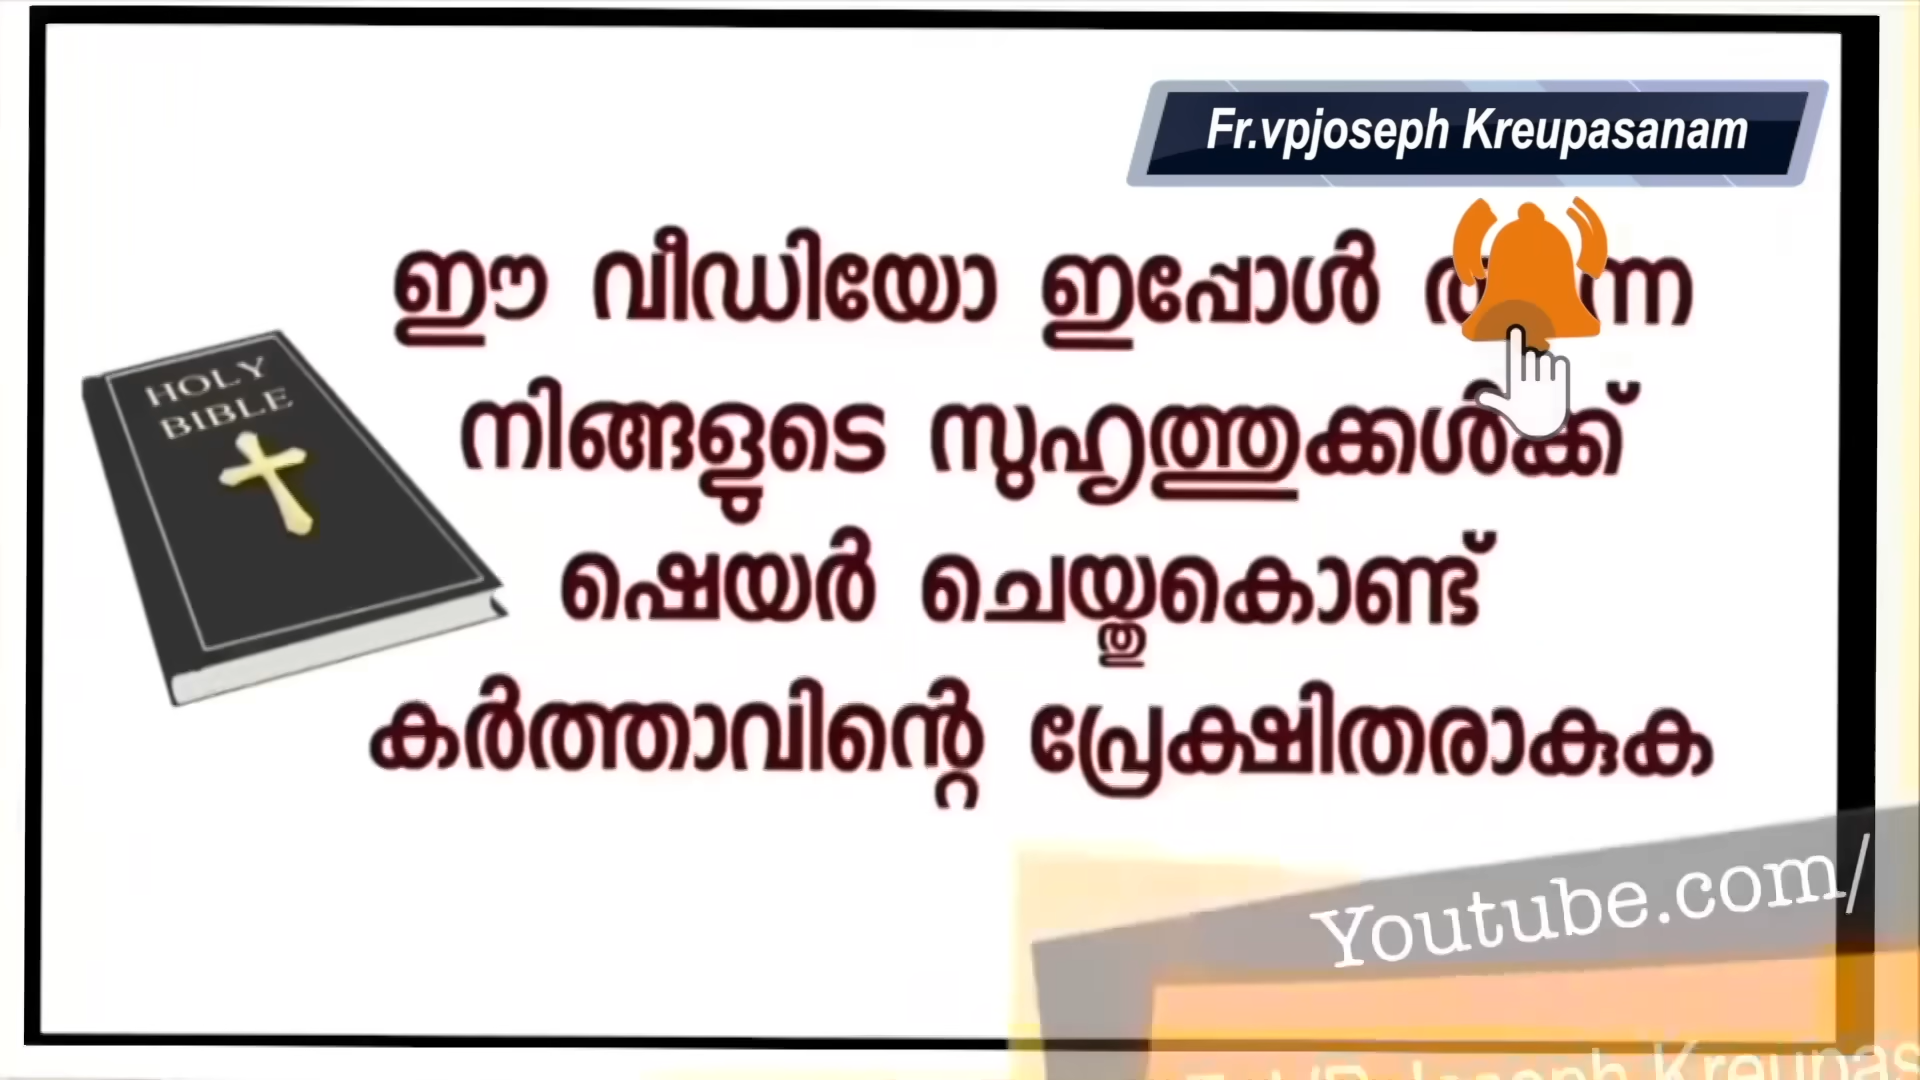 Fr.vpjoseph Kreupasanam
ഈ വീഡിയോ ഇപ്പോൾ
നിങ്ങളുടെ സുഹൃത്തുക്കൾക്ക്
ഷെയർ ചെയ്തുകൊണ്ട്
കർത്താവിന്റെ പ്രേക്ഷിതരാകുക
HOLY
BIBLE
Youtube.com/